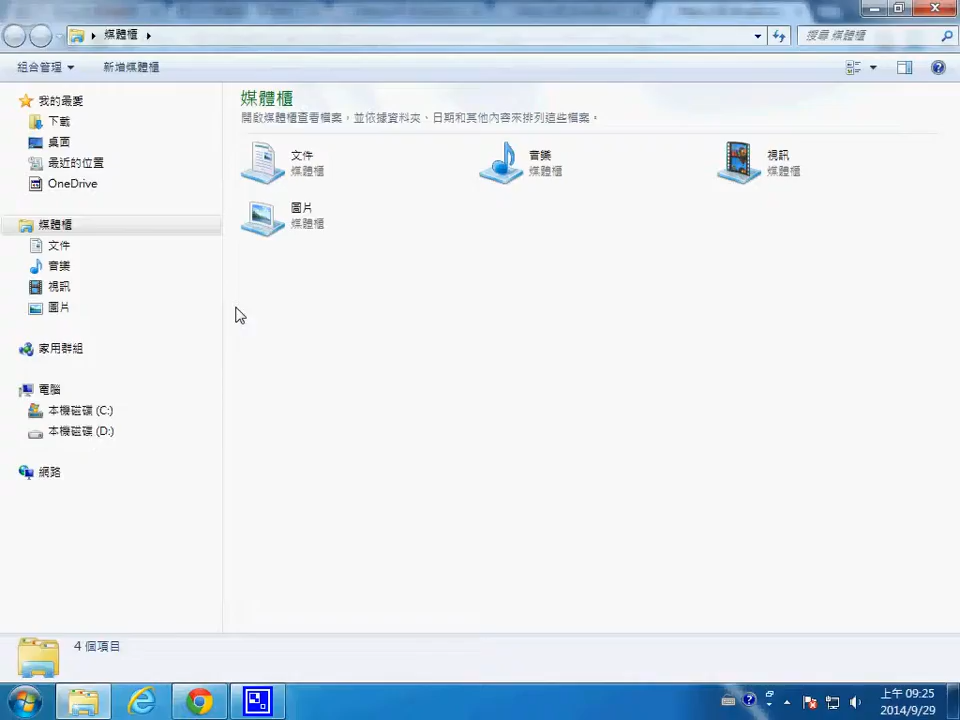 媒體櫃
搜尋 媒體櫃
組合管理
新增媒體櫃
我的最愛
下載
桌面
最近的位置
OneDrive
媒體櫃
文件
音樂
視訊
圖片
家用群組
電腦
本機磁碟 (C:)
本機磁碟 (D:)
網路
媒體櫃
開啟媒體櫃查看檔案，並依據資料夾、日期和其他內容來排列這些檔案。
文件
媒體櫃
音樂
媒體櫃
視訊
媒體櫃
圖片
媒體櫃
4 個項目
上午 09:25
2014/9/29